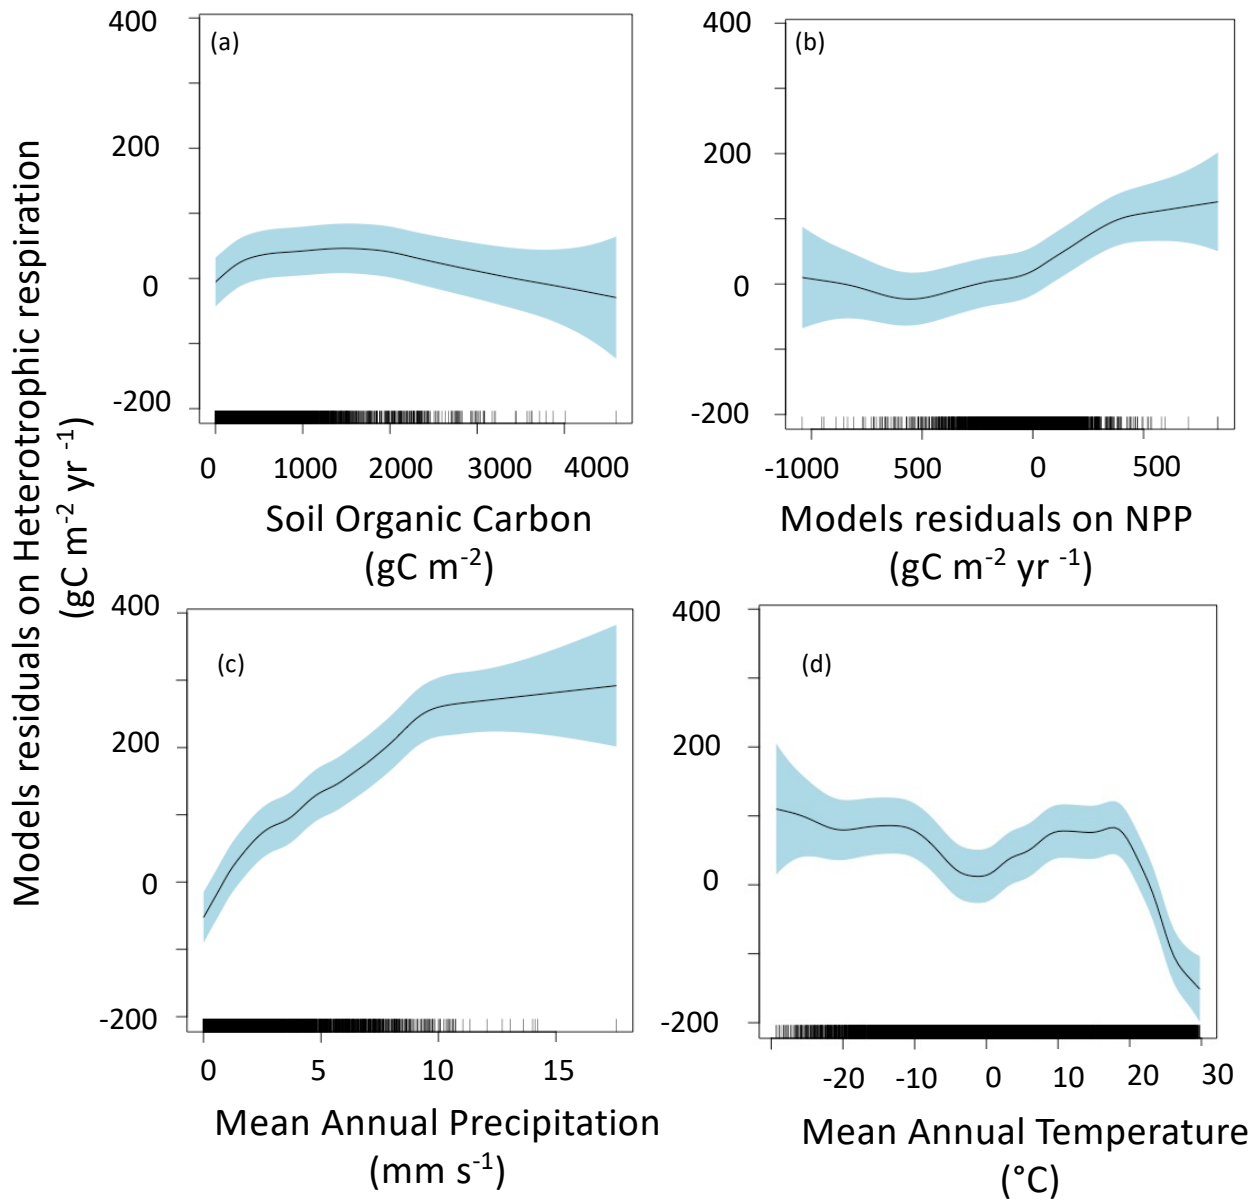 Models residuals on Heterotrophic respiration
(gC m⁻² yr ⁻¹)
(a)
400
200
0
-200
0 1000 2000 3000 4000
Soil Organic Carbon
(gC m⁻²)
(b)
400
200
0
-200
-1000 500 0 500
Models residuals on NPP
(gC m⁻² yr ⁻¹)
(c)
400
200
0
-200
0 5 10 15
Mean Annual Precipitation
(mm s⁻¹)
(d)
400
200
0
-200
-20 -10 0 10 20 30
Mean Annual Temperature
(°C)